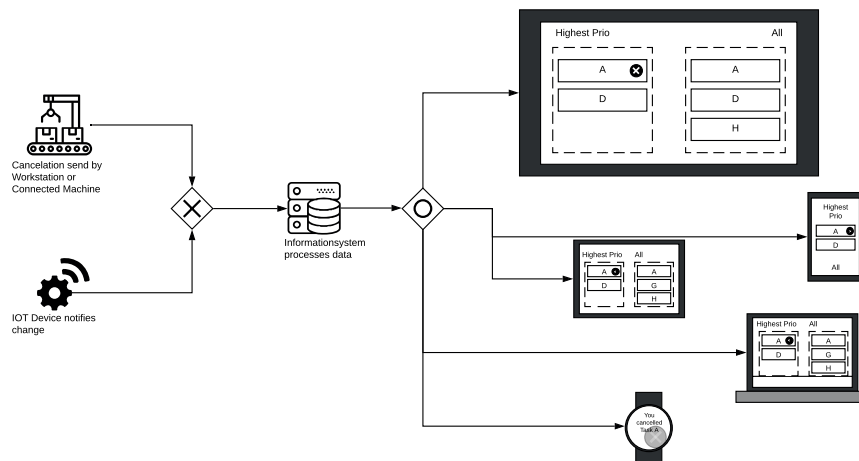 Highest Prio All
A A
D D
H
Cancelation send by
Workstation or
Connected Machine
Informationsystem
processes data
IOT Device notifies
change
Highest
Prio
A
D
All
Highest Prio All
A A
D G
H
Highest Prio All
A A
D G
H
You
cancelled
Task A